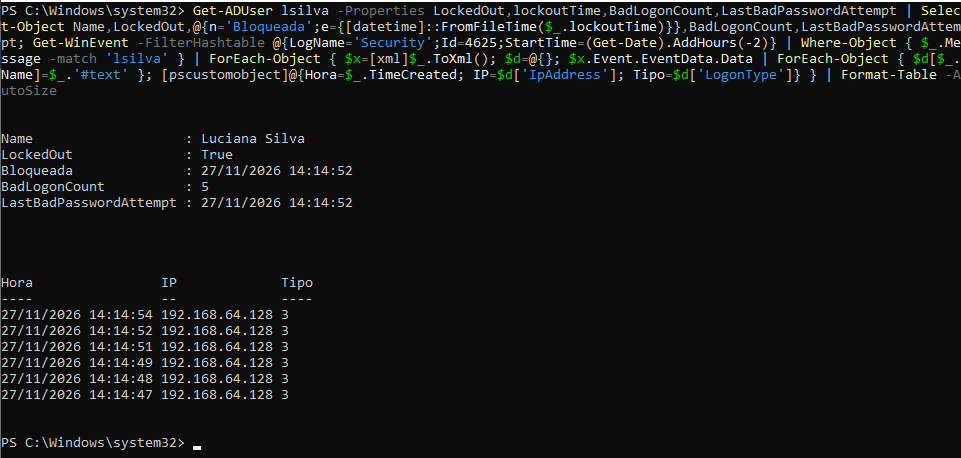 PS C:\Windows\system32> Get-ADUser lsilva -Properties LockedOut,lockoutTime,BadLogonCount,LastBadPasswordAttempt | Selec
t-Object Name,LockedOut,@{n='Bloqueada';e={[datetime]::FromFileTime($_.lockoutTime)}},BadLogonCount,LastBadPasswordAttem
pt; Get-WinEvent -FilterHashtable @{LogName='Security';Id=4625;StartTime=(Get-Date).AddHours(-2)} | Where-Object { $_.Me
ssage -match 'lsilva' } | ForEach-Object { $x=[xml]$_.ToXml(); $d=@{}; $x.Event.EventData.Data | ForEach-Object { $d[$_.
Name]=$_.'#text' }; [pscustomobject]@{Hora=$_.TimeCreated; IP=$d['IpAddress']; Tipo=$d['LogonType']} } | Format-Table -A
utoSize
Name : Luciana Silva
LockedOut : True
Bloqueada : 27/11/2026 14:14:52
BadLogonCount : 5
LastBadPasswordAttempt : 27/11/2026 14:14:52
Hora IP Tipo
---- -- ----
27/11/2026 14:14:54 192.168.64.128 3
27/11/2026 14:14:52 192.168.64.128 3
27/11/2026 14:14:51 192.168.64.128 3
27/11/2026 14:14:49 192.168.64.128 3
27/11/2026 14:14:48 192.168.64.128 3
27/11/2026 14:14:47 192.168.64.128 3
PS C:\Windows\system32>